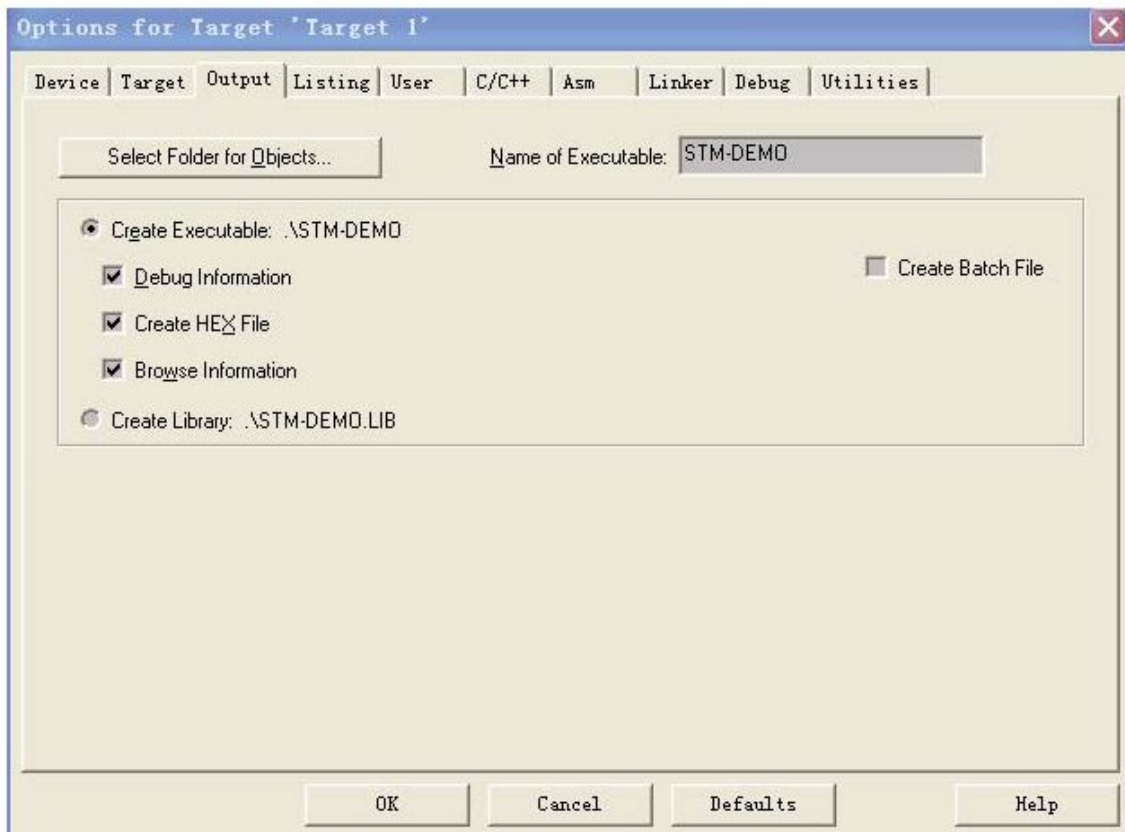 Options for Target 'Target 1'
Device Target Output Listing User C/C++ Asm Linker Debug Utilities
Select Folder for Objects... Name of Executable: STM-DEMO
Create Executable: .\STM-DEMO
Debug Information Create Batch File
Create HEX File
Browse Information
Create Library: .\STM-DEMO.LIB
OK Cancel Defaults Help